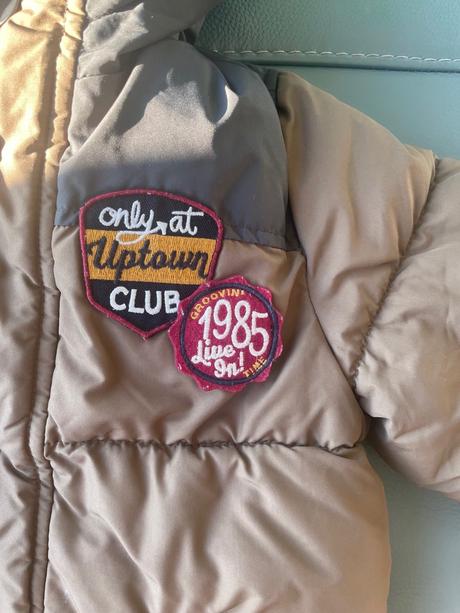 only at
Uptown
CLUB
GROOVIN'
1985
Live
In!
TIME